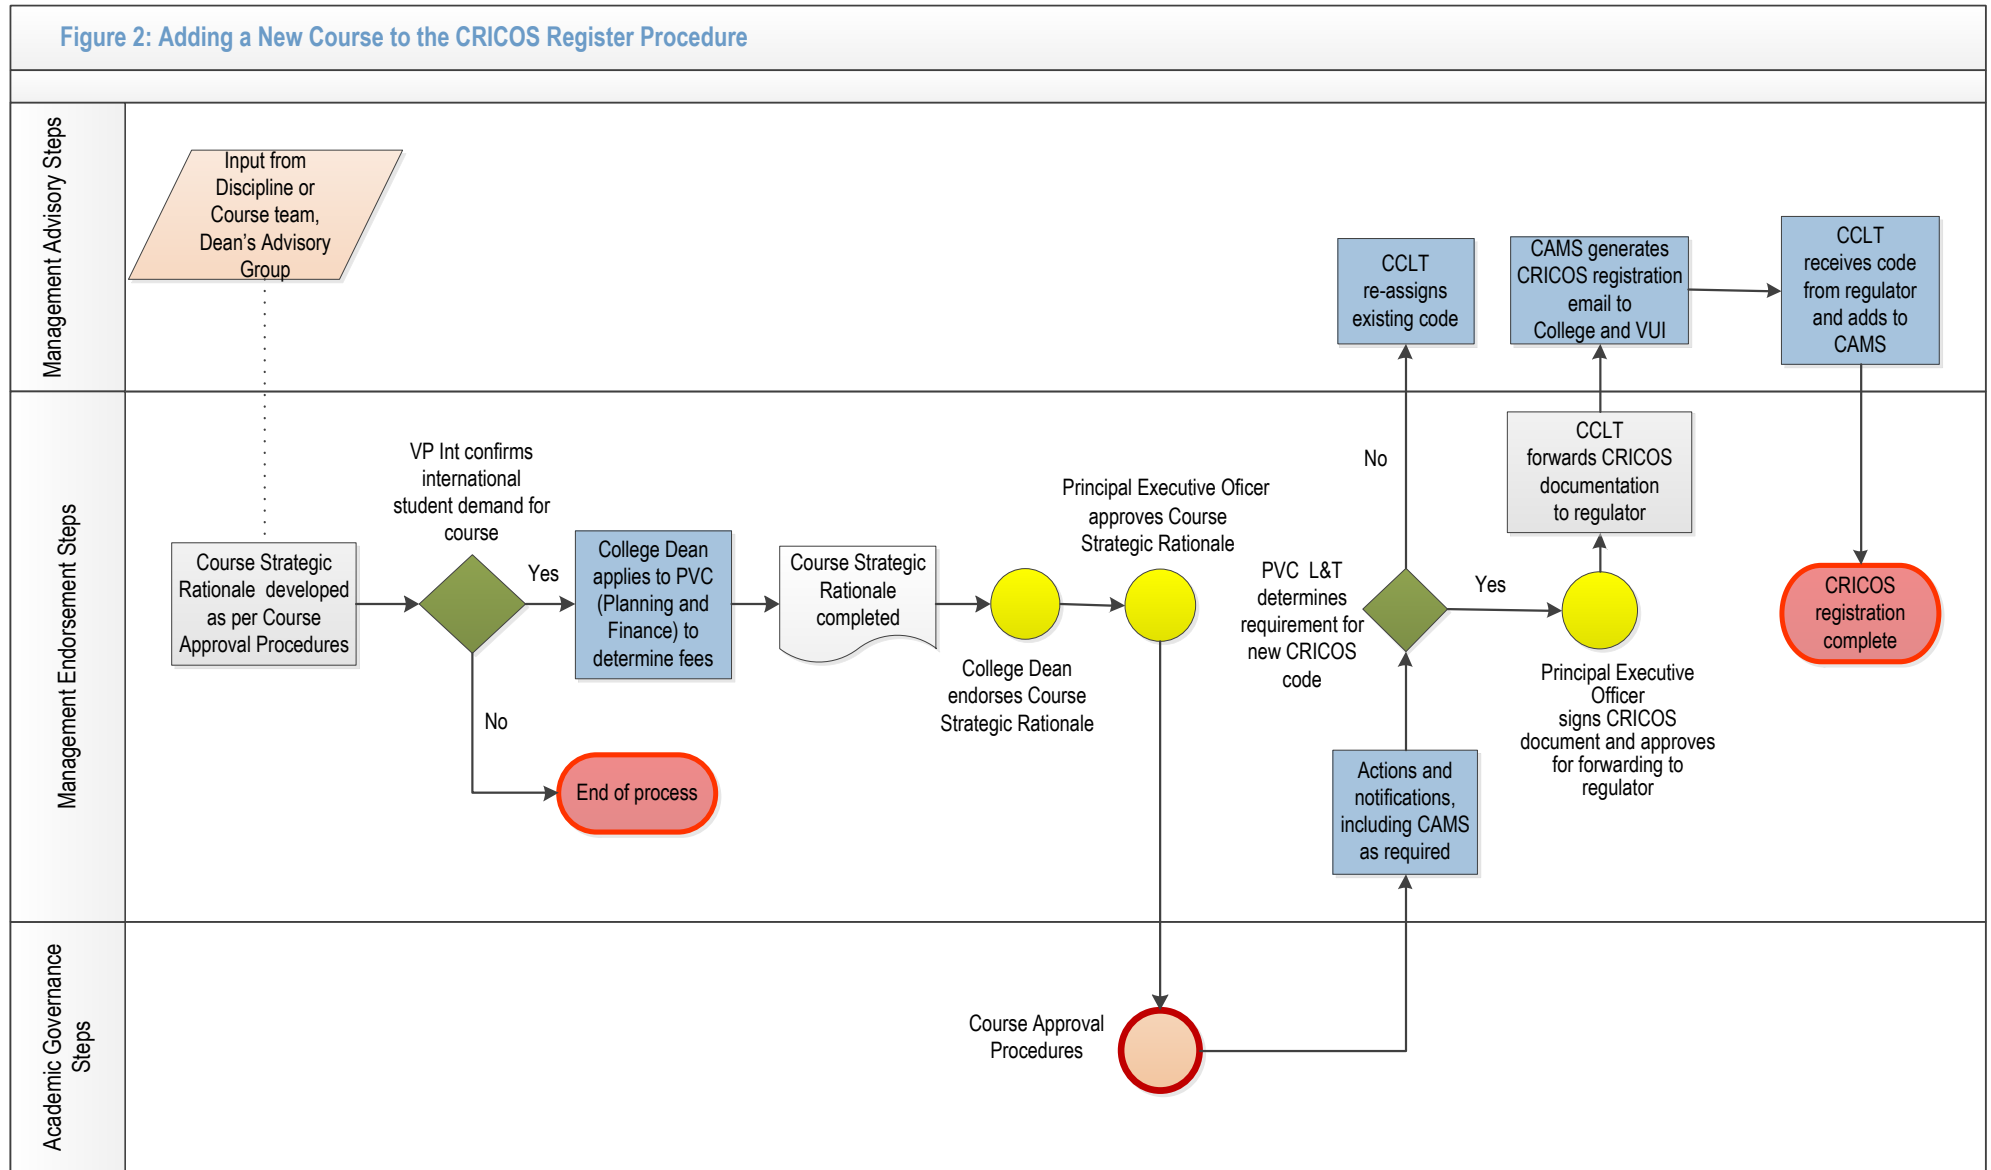 Figure 2: Adding a New Course to the CRICOS Register Procedure
Management Advisory Steps
Input from
Discipline or
Course team,
Dean's Advisory
Group
CCLT
re-assigns
existing code
CAMS generates
CRICOS registration
email to
College and VUI
CCLT
receives code
from regulator
and adds to
CAMS
Management Endorsement Steps
Course Strategic
Rationale developed
as per Course
Approval Procedures
VP Int confirms
international
student demand for
course
Yes
No
End of process
College Dean
applies to PVC
(Planning and
Finance) to
determine fees
Course Strategic
Rationale
completed
College Dean
endorses Course
Strategic Rationale
Principal Executive Oficer
approves Course
Strategic Rationale
PVC L&T
determines
requirement for
new CRICOS
code
No
Yes
Actions and
notifications,
including CAMS
as required
CCLT
forwards CRICOS
documentation
to regulator
Principal Executive
Officer
signs CRICOS
document and approves
for forwarding to
regulator
CRICOS
registration
complete
Academic Governance
Steps
Course Approval
Procedures